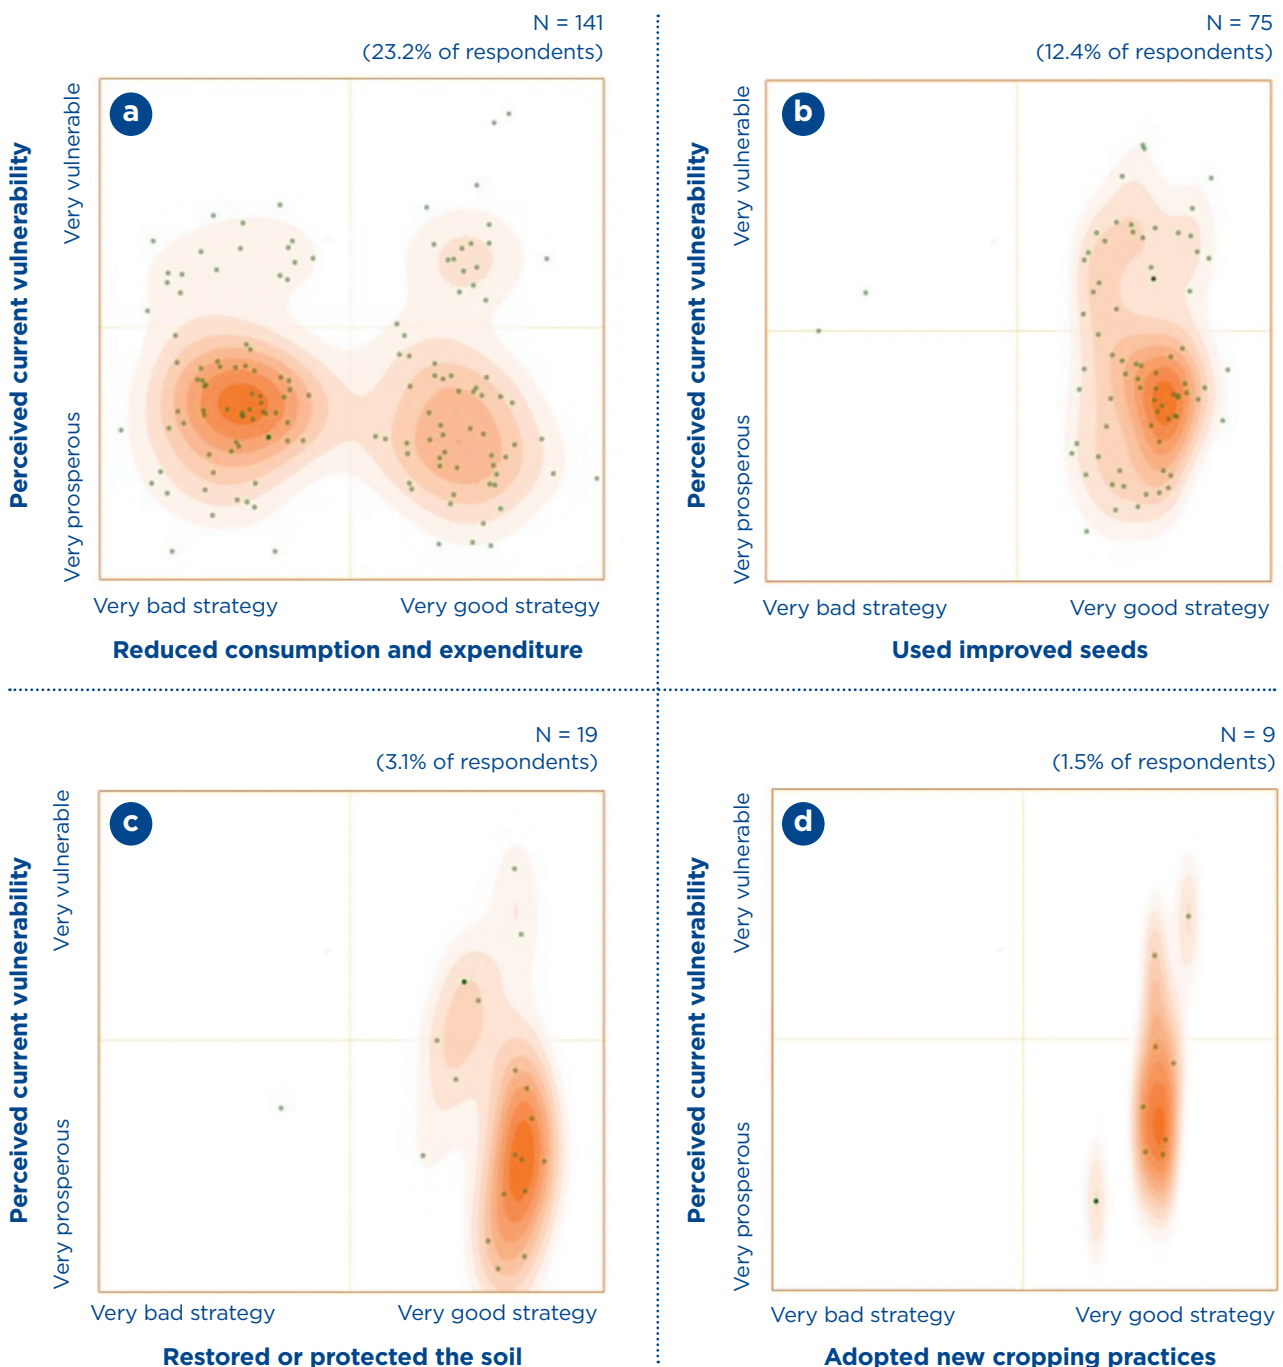 N = 141
(23.2% of respondents)
a
Very vulnerable
Perceived current vulnerability
Very prosperous
Very bad strategy
Very good strategy
Reduced consumption and expenditure
N = 75
(12.4% of respondents)
b
Very vulnerable
Perceived current vulnerability
Very prosperous
Very bad strategy
Very good strategy
Used improved seeds
N = 19
(3.1% of respondents)
c
Very vulnerable
Perceived current vulnerability
Very prosperous
Very bad strategy
Very good strategy
Restored or protected the soil
N = 9
(1.5% of respondents)
d
Very vulnerable
Perceived current vulnerability
Very prosperous
Very bad strategy
Very good strategy
Adopted new cropping practices